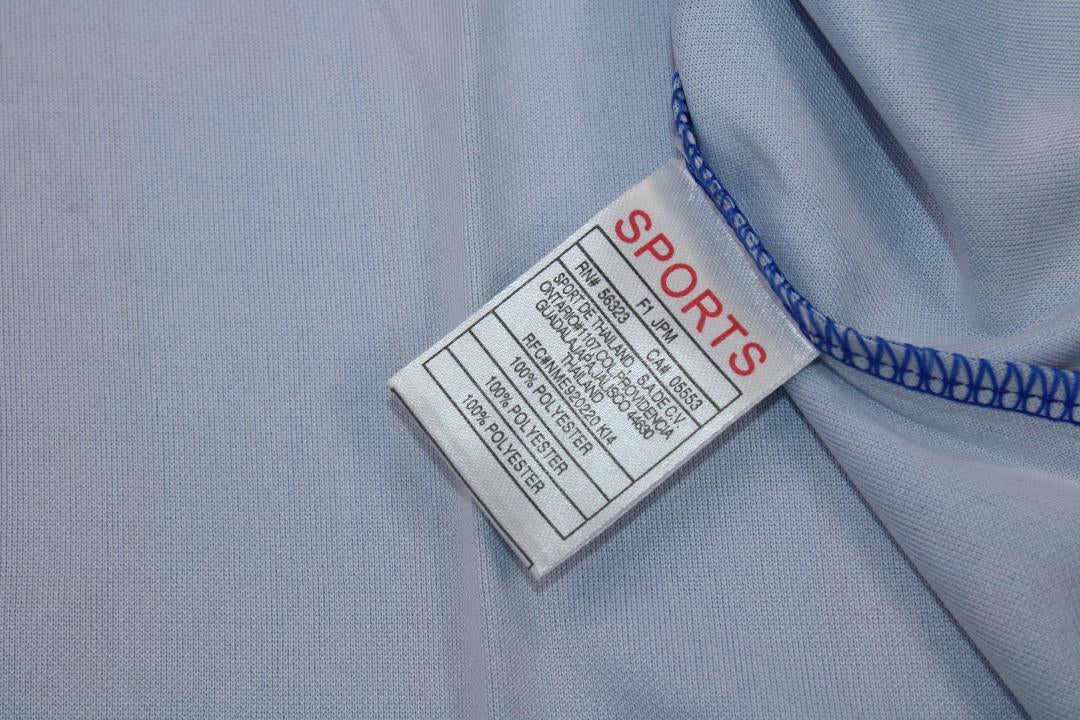 SPORTS
F1 JPM
RN# 56323 CA# 05553
SPORT DE THAILAND, S.A.DE C.V.
ONTARIO#1107,COL.PROVIDENCIA
GUADALAJARA,JALISCO 44630
THAILAND
RFC#NME920220 K14
100% POLYESTER
100% POLYESTER
100% POLYESTER